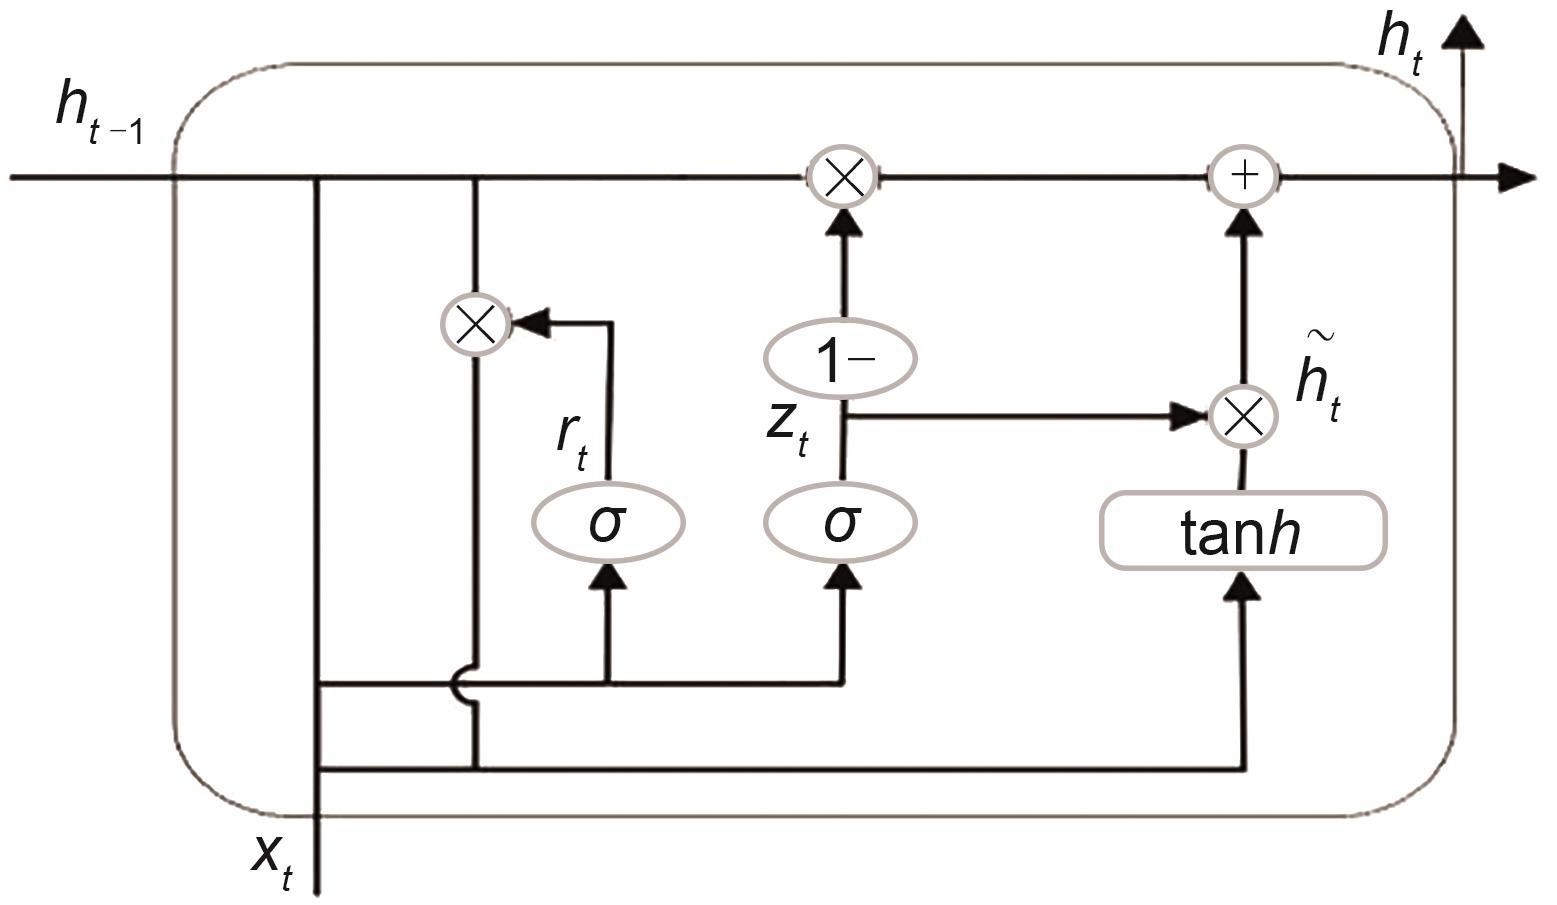 h_t
h_{t-1}
×
+
×
1−
h̃_t
z_t
×
r_t
σ
σ
tanh
x_t